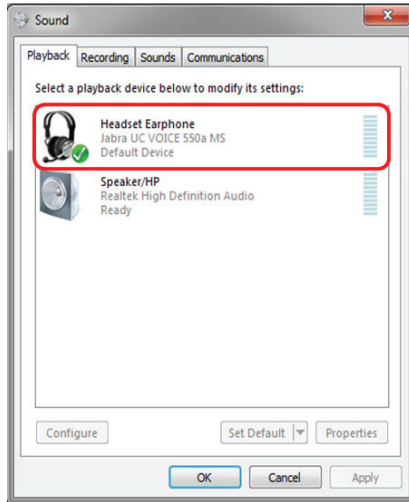 Sound
Playback Recording Sounds Communications
Select a playback device below to modify its settings:
Headset Earphone
Jabra UC VOICE 550a MS
Default Device
Speaker/HP
Realtek High Definition Audio
Ready
Configure Set Default Properties
OK Cancel Apply